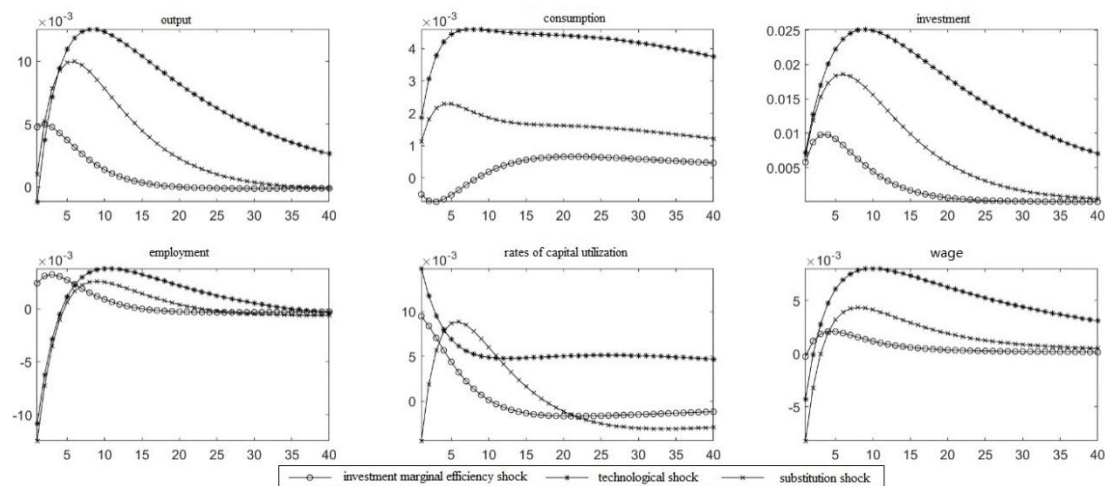 output
×10⁻³
10
5
0
5 10 15 20 25 30 35 40
consumption
×10⁻³
4
2
0
5 10 15 20 25 30 35 40
investment
0.025
0.02
0.015
0.01
0.005
5 10 15 20 25 30 35 40
employment
×10⁻³
0
-10
5 10 15 20 25 30 35 40
rates of capital utilization
×10⁻³
10
5
0
5 10 15 20 25 30 35 40
wage
×10⁻³
5
0
-5
5 10 15 20 25 30 35 40
investment marginal efficiency shock technological shock substitution shock